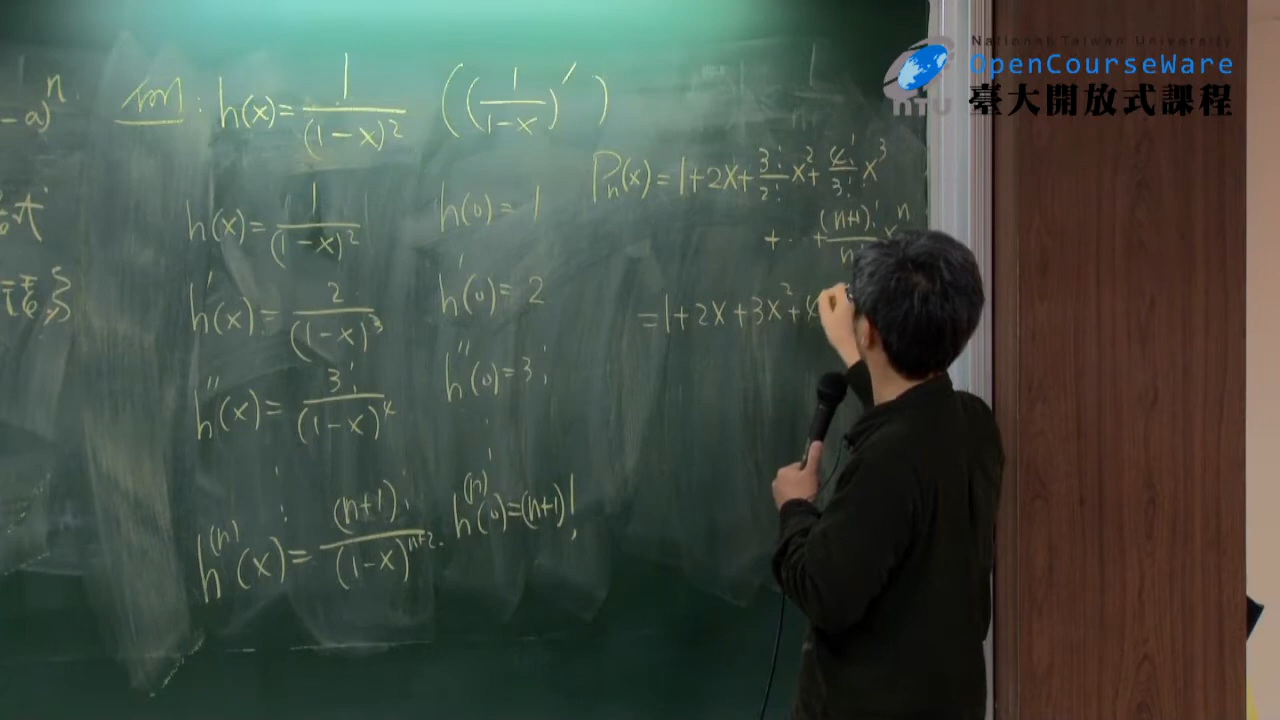 National Taiwan University
OpenCourseWare
臺大開放式課程
NTU
-a)^n
: h(x)=1/(1-x)^2 ((1/(1-x))')
h(x)=1/(1-x)^2 h(0)=1
h'(x)=2/(1-x)^3 h'(0)=2
h''(x)=3!/(1-x)^4 h''(0)=3!
h^(n)(x)=(n+1)!/(1-x)^(n+2). h^(n)(0)=(n+1)!
P_n(x)=1+2x+3!/2! x^2+4!/3! x^3
+ ‧‧ +(n+1)!/n x^n
=1+2x+3x^2+4